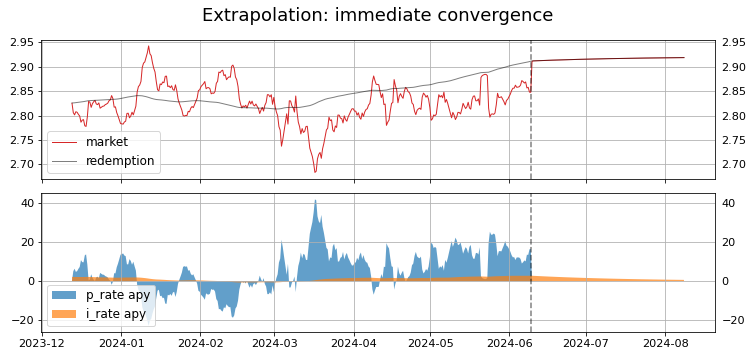 Extrapolation: immediate convergence
2.95 2.95
2.90 2.90
2.85 2.85
2.80 2.80
2.75 2.75
2.70 2.70
market
redemption
40 40
20 20
0 0
−20 −20
p_rate apy
i_rate apy
2023-12 2024-01 2024-02 2024-03 2024-04 2024-05 2024-06 2024-07 2024-08